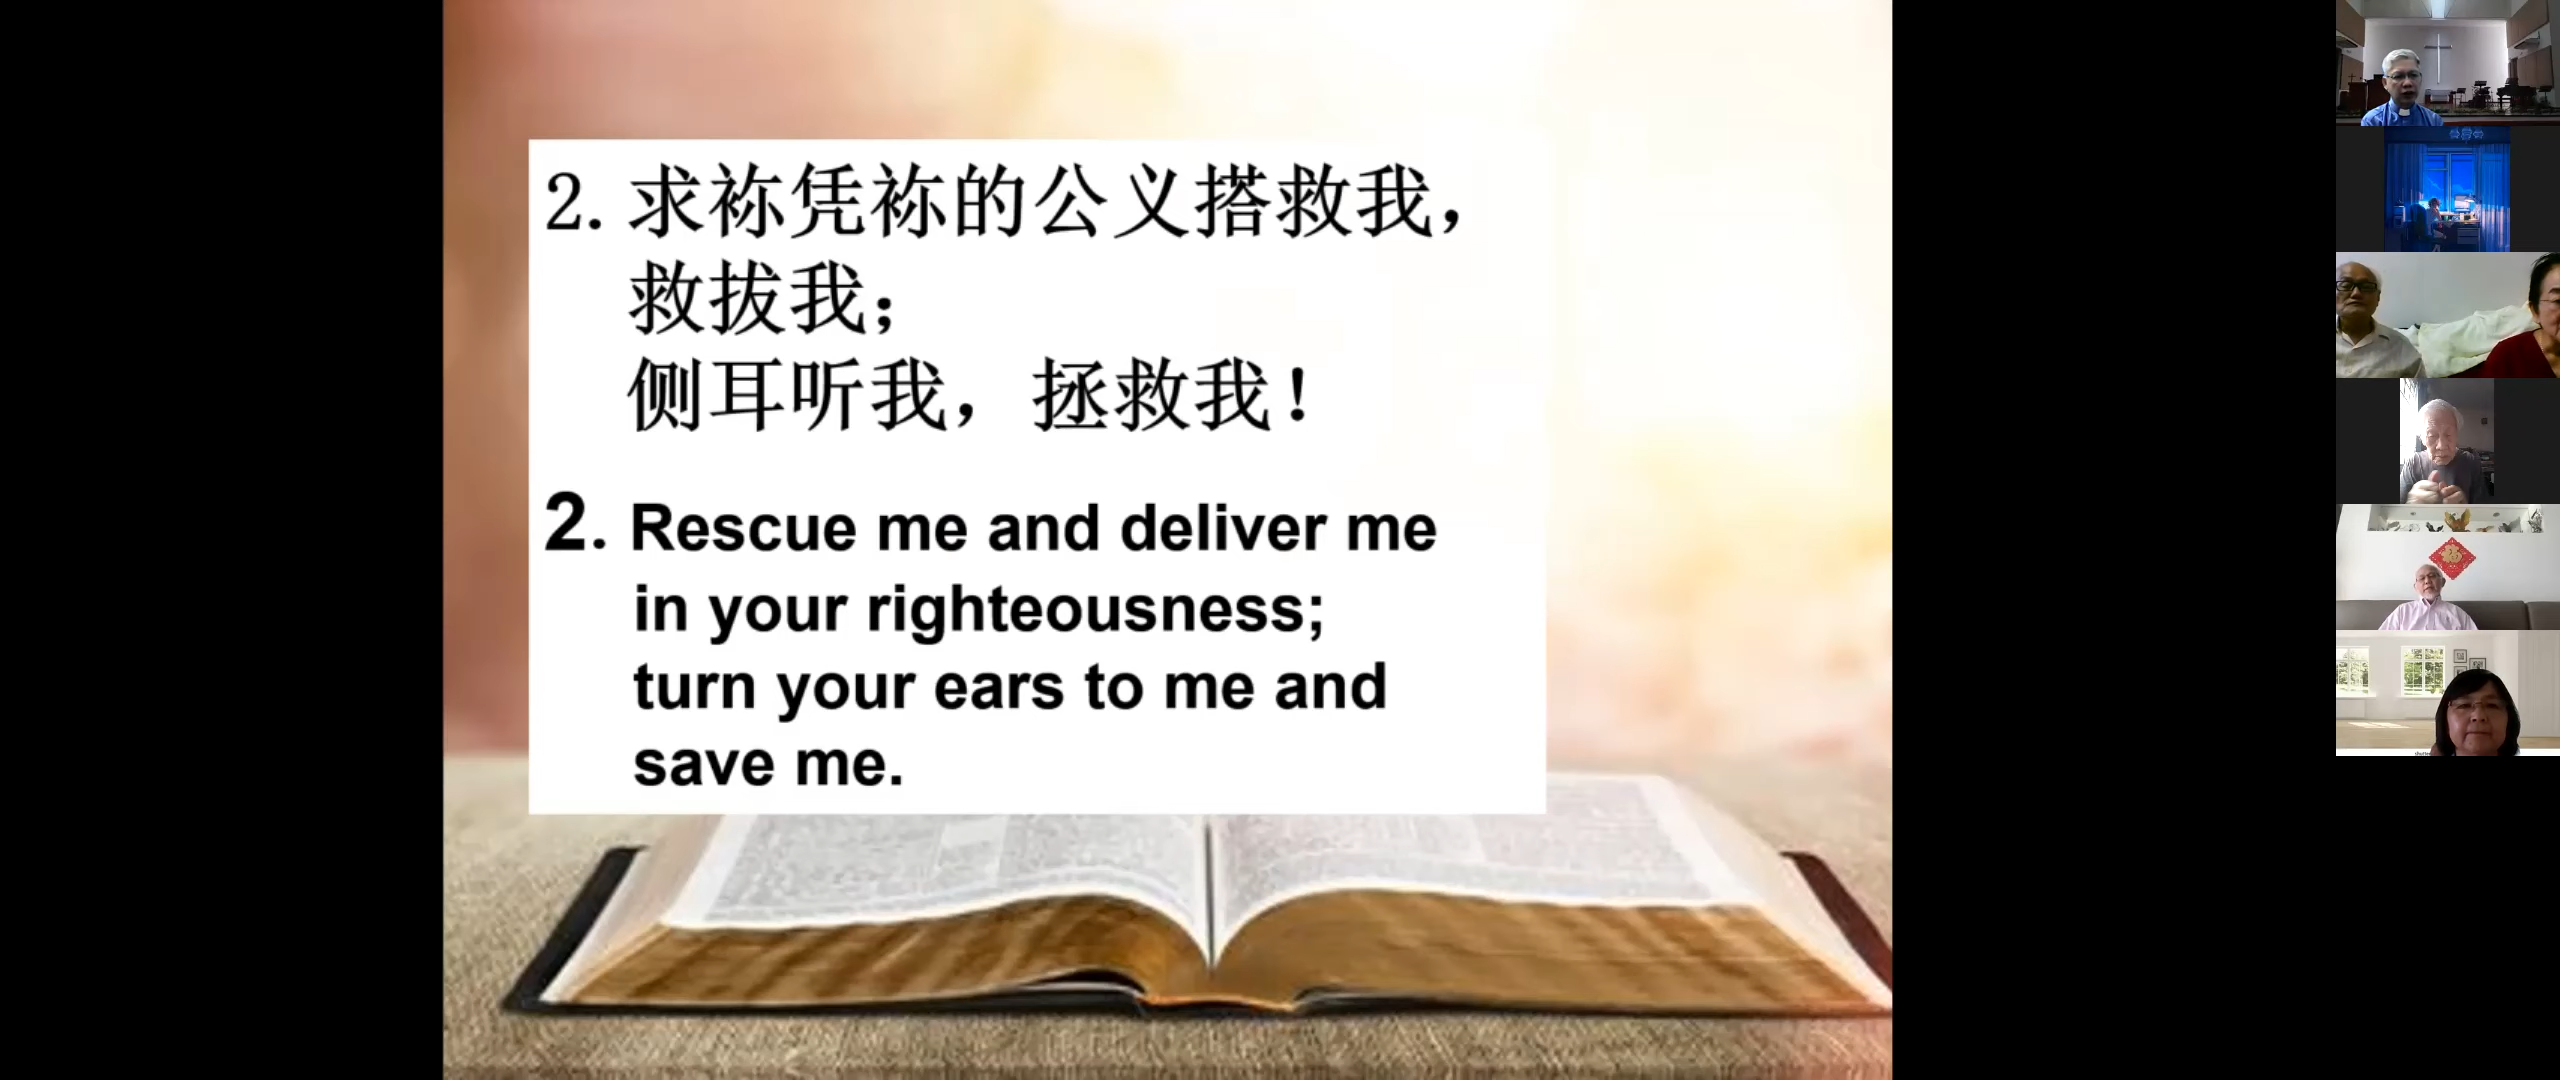 2. 求祢凭祢的公义搭救我，
救拔我；
侧耳听我，拯救我！
2. Rescue me and deliver me
in your righteousness;
turn your ears to me and
save me.
福